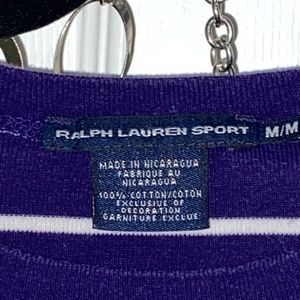 RALPH LAUREN SPORT M/M
MADE IN NICARAGUA
FABRIQUE AU
NICARAGUA
100% COTTON/COTON
EXCLUSIVE OF
DECORATION
GARNITURE EXCLUE